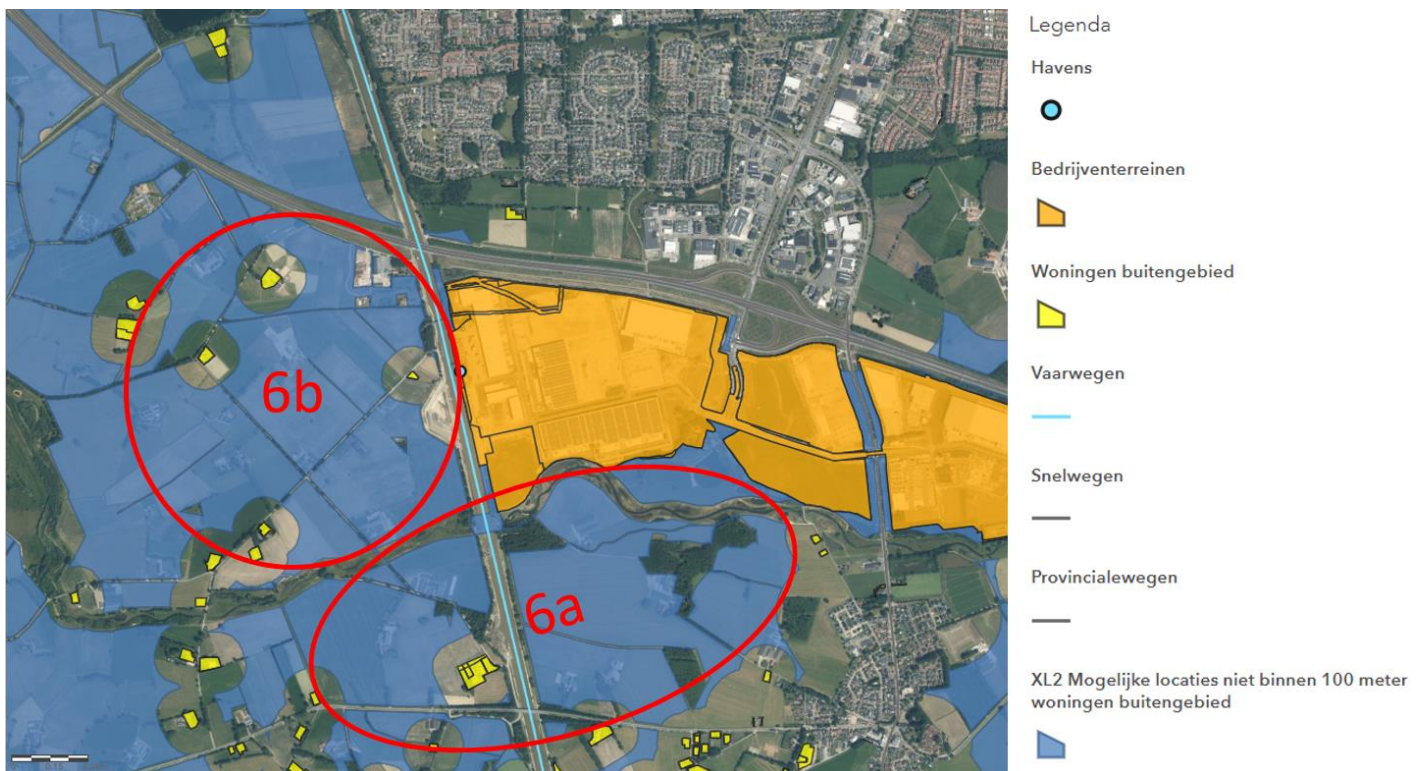 Legenda
Havens
Bedrijventerreinen
Woningen buitengebied
Vaarwegen
Snelwegen
Provincialewegen
XL2 Mogelijke locaties niet binnen 100 meter
woningen buitengebied
6b
6a